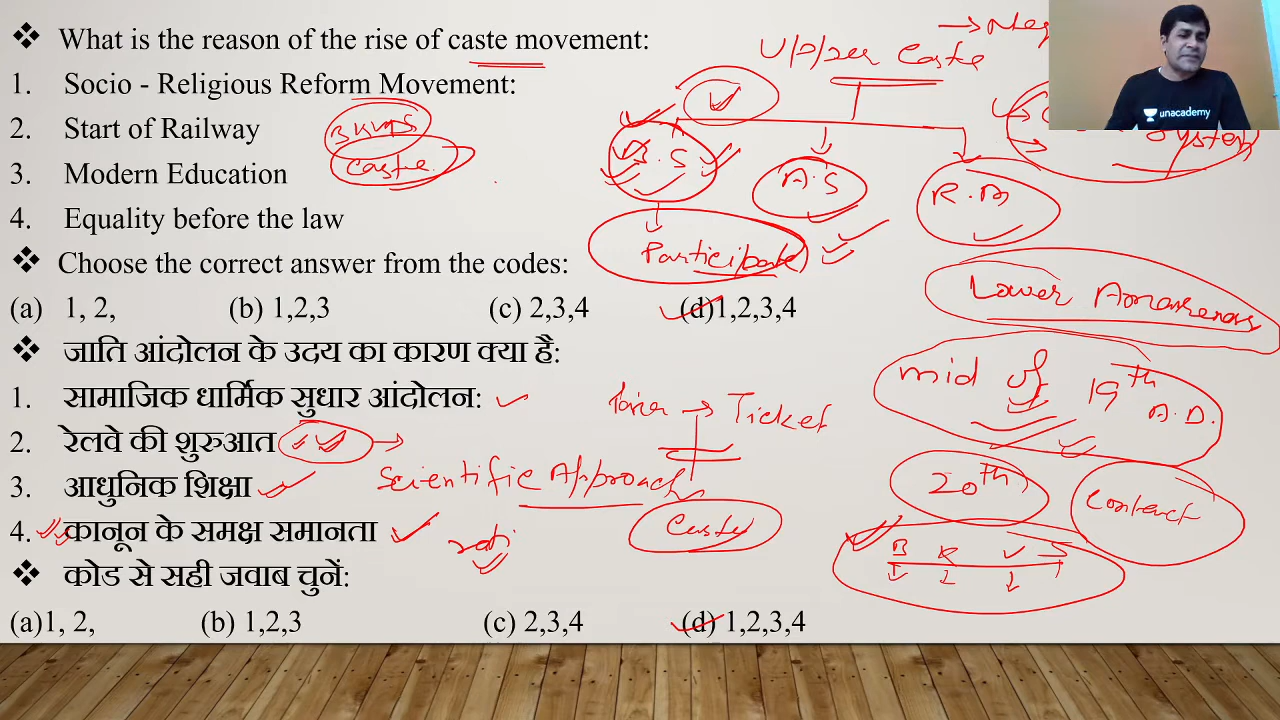 ❖ What is the reason of the rise of caste movement:
1. Socio - Religious Reform Movement:
2. Start of Railway
3. Modern Education
4. Equality before the law
❖ Choose the correct answer from the codes:
(a) 1, 2, (b) 1,2,3 (c) 2,3,4 (d)1,2,3,4
❖ जाति आंदोलन के उदय का कारण क्या है:
1. सामाजिक धार्मिक सुधार आंदोलन:
2. रेलवे की शुरुआत
3. आधुनिक शिक्षा
4. कानून के समक्ष समानता
❖ कोड से सही जवाब चुनें:
(a)1, 2, (b) 1,2,3 (c) 2,3,4 (d) 1,2,3,4
Upper Caste
unacademy
System
BKVS
Caste
B.S
A.S
R.M
Participate
Lower
mid of 19th A.D.
Ticket
Scientific Approach
Caste
20th
Contact
B K V S